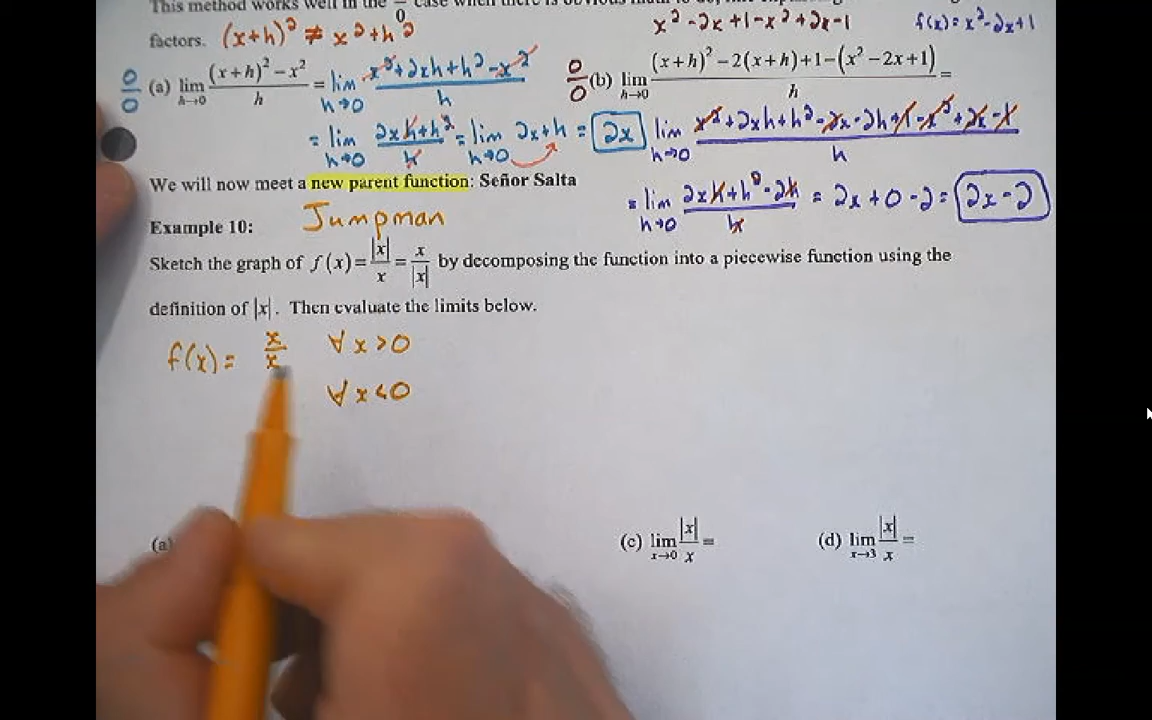 This method works well in the 0 case when there is obvious math to do,
factors. (x+h)² ≠ x²+h² x²-2x+1-x²+2x-1 f(x)=x²-2x+1
0/0 (a) lim h→0 ((x+h)²-x²)/h = lim h→0 (x²+2xh+h²-x²)/h
0/0 (b) lim h→0 ((x+h)²-2(x+h)+1-(x²-2x+1))/h =
= lim h→0 (2xh+h²)/h = lim h→0 2x+h = 2x
lim h→0 (x²+2xh+h²-2x-2h+1-x²+2x-1)/h
We will now meet a new parent function: Señor Salta
= lim h→0 (2xh+h²-2h)/h = 2x+0-2 = 2x-2
Example 10: Jumpman
Sketch the graph of f(x)=|x|/x=x/|x| by decomposing the function into a piecewise function using the
definition of |x|. Then evaluate the limits below.
f(x)= x/x ∀ x>0
∀ x<0
(a)
(c) lim x→0 |x|/x =
(d) lim x→3 |x|/x =